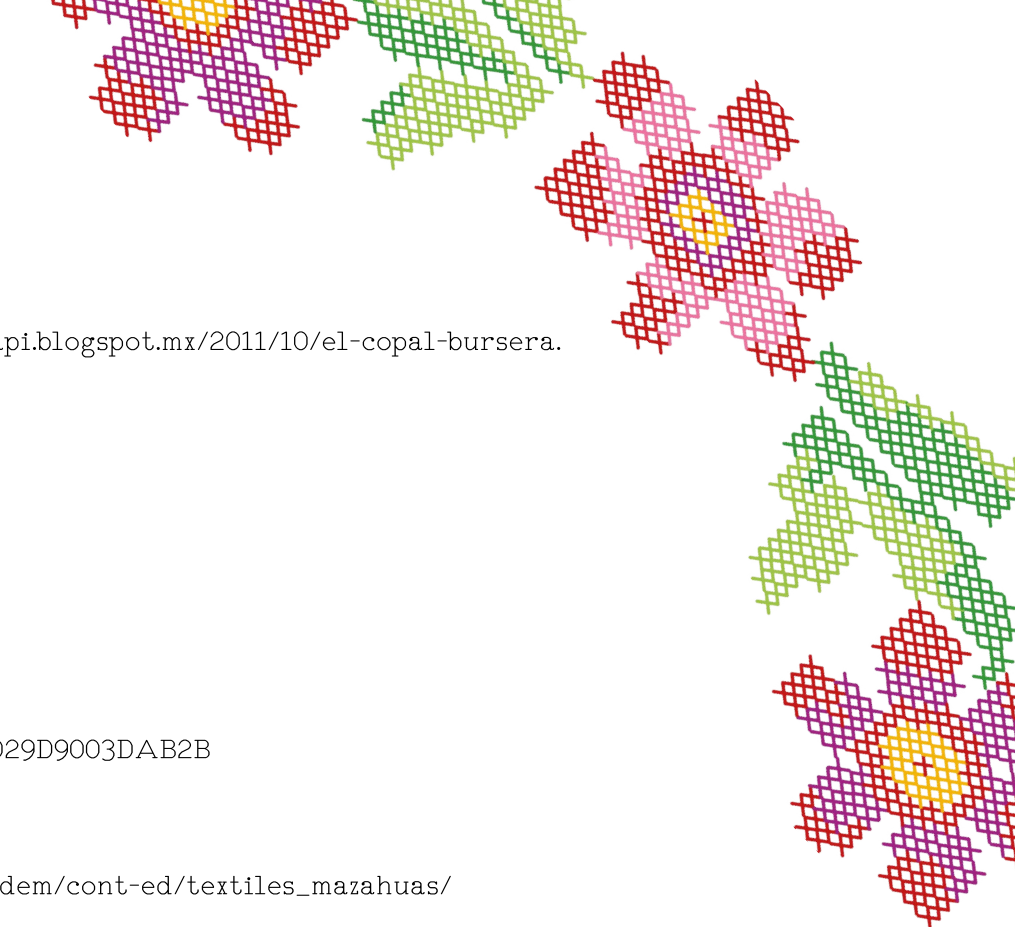 pi.blogspot.mx/2011/10/el-copal-bursera.
029D9003DAB2B
dem/cont-ed/textiles_mazahuas/